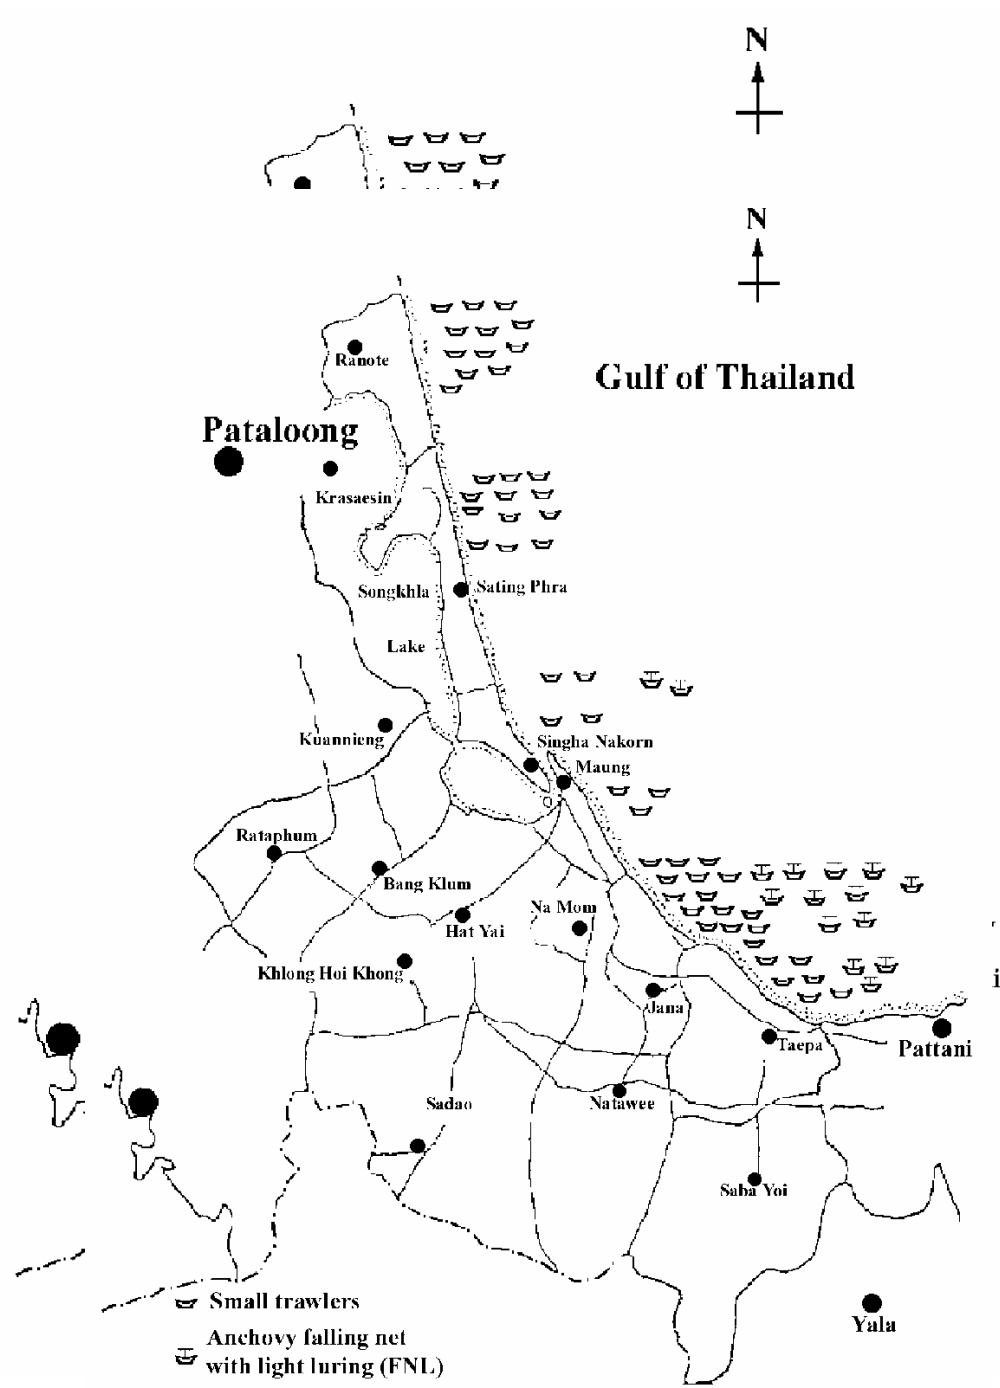 N
N
Ranote
Gulf of Thailand
Pataloong
Krasaesin
Songkhla
Sating Phra
Lake
Kuannieng
Singha Nakorn
Maung
Rataphum
Bang Klum
Na Mom
Hat Yai
Khlong Hoi Khong
Jana
Taepa
Pattani
Sadao
Natawee
Saba Yoi
Small trawlers
Yala
Anchovy falling net
with light luring (FNL)